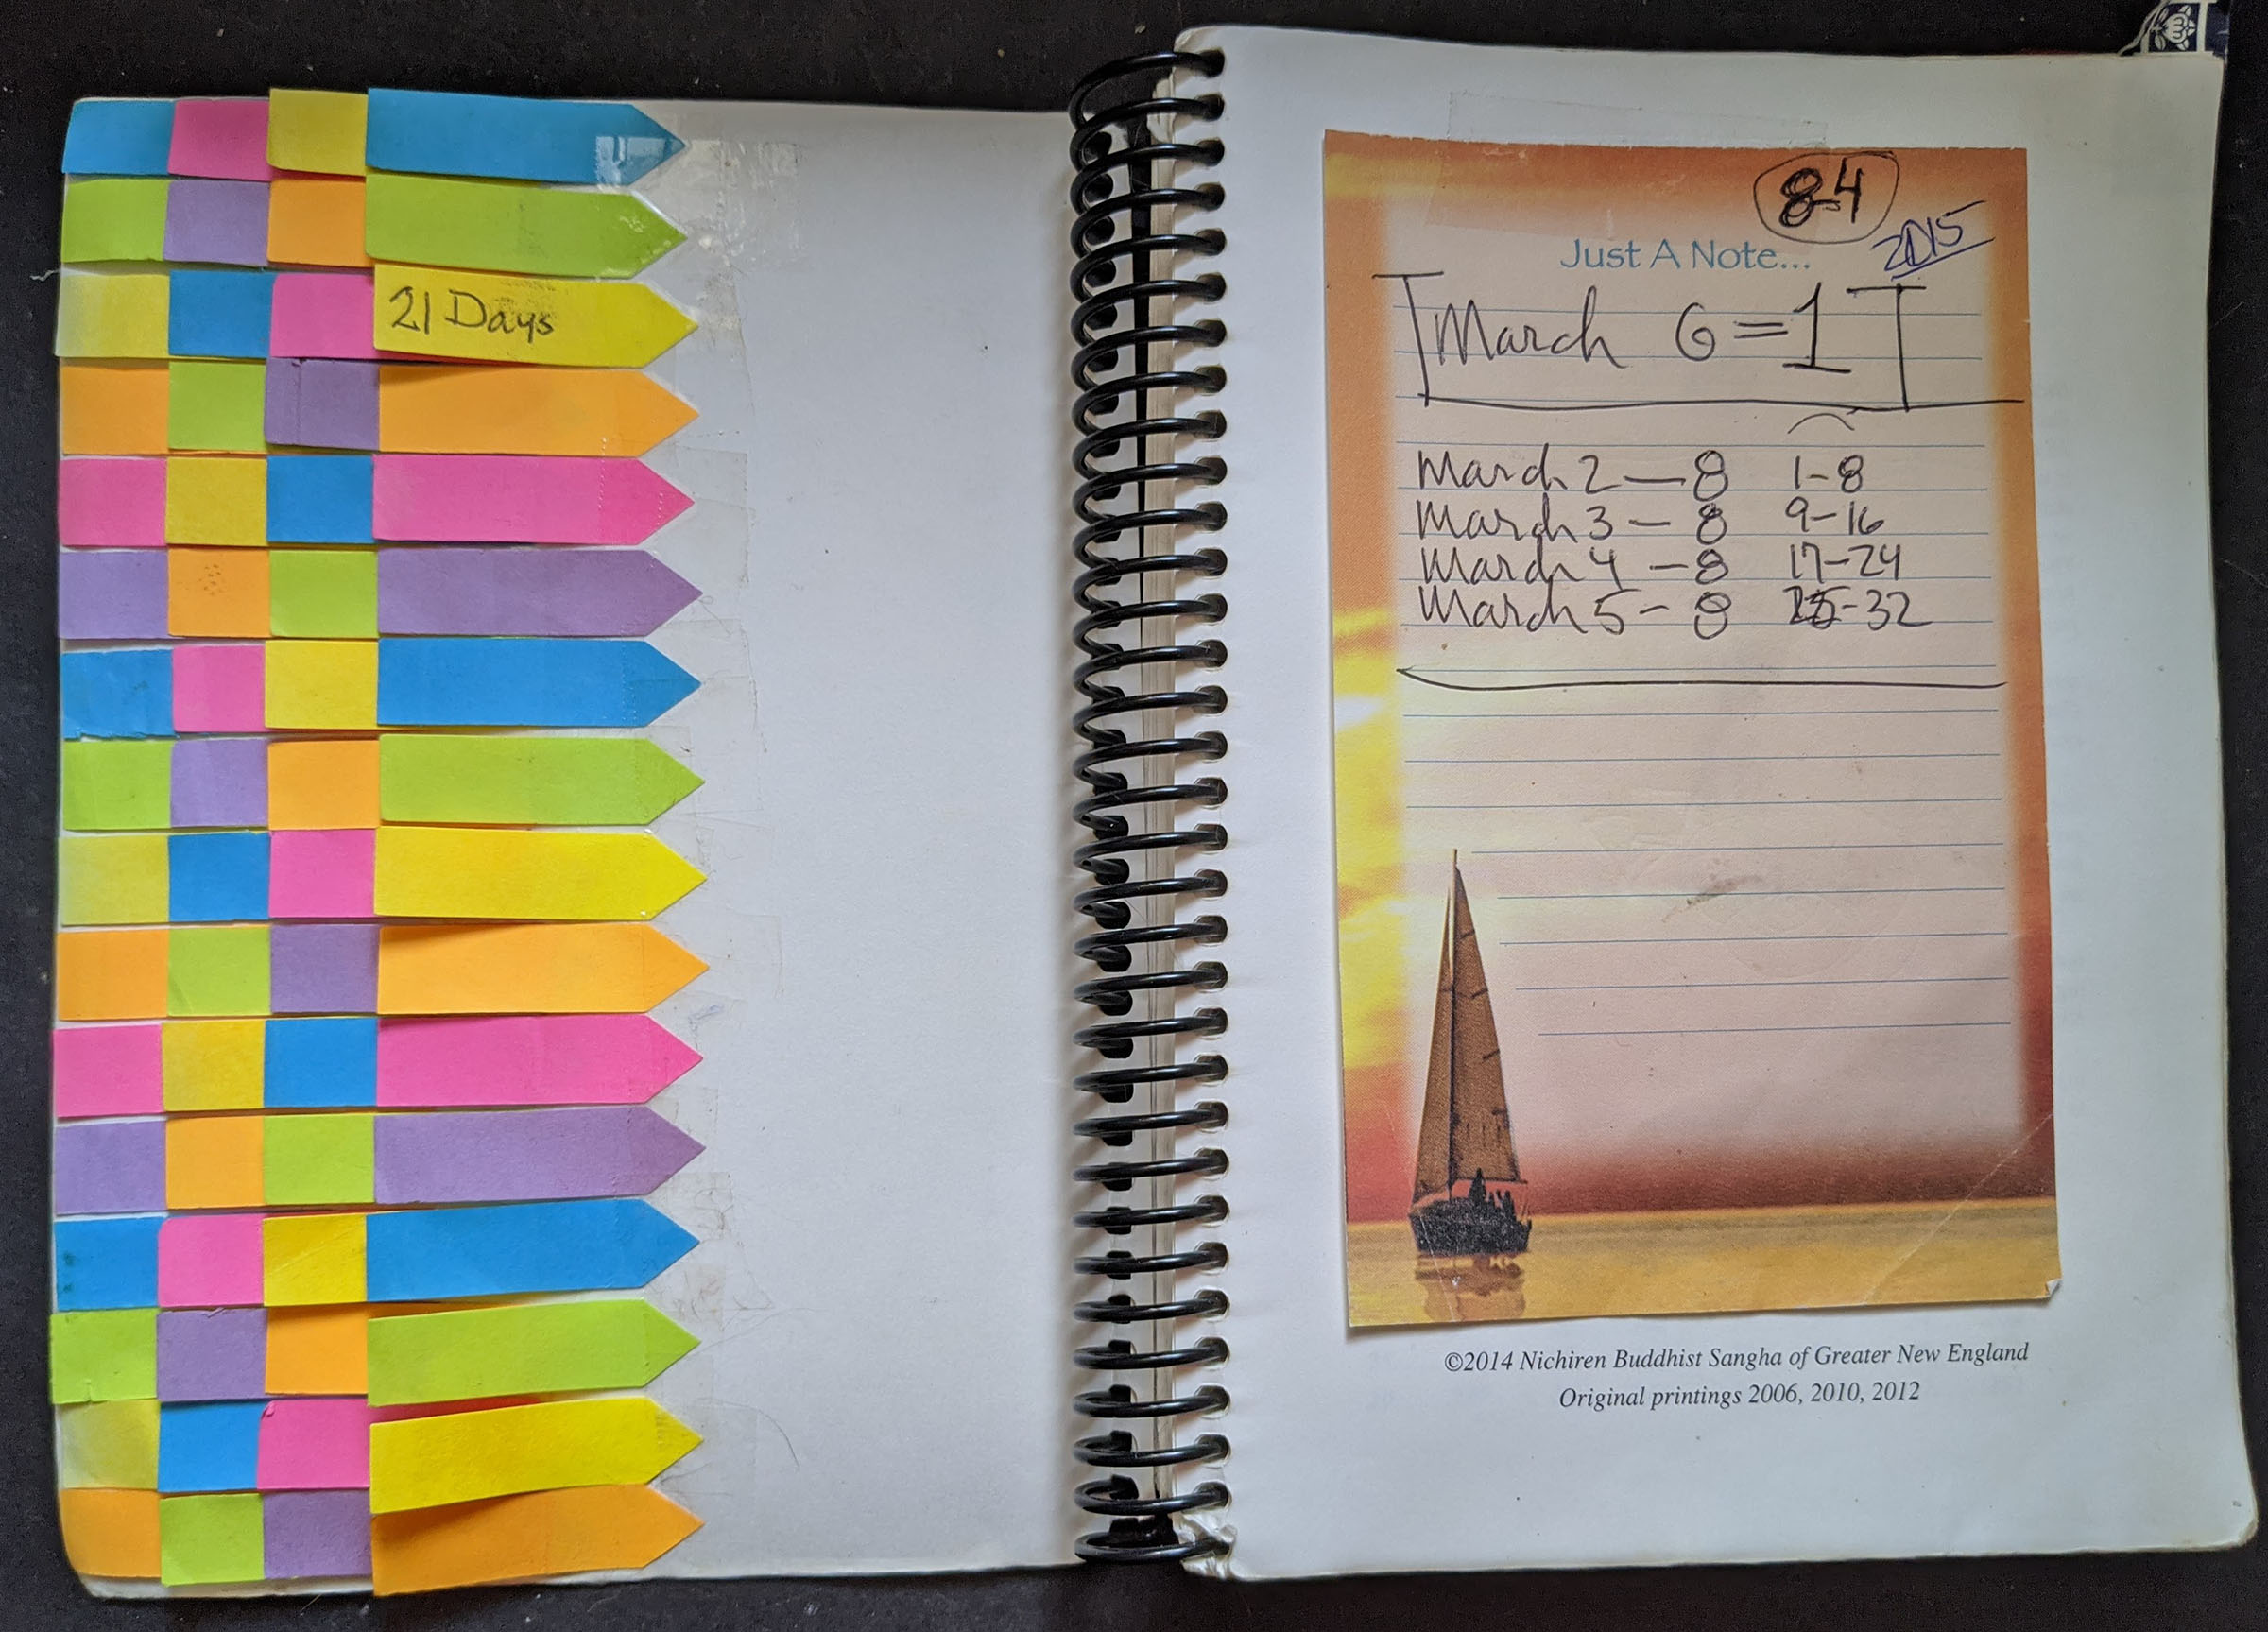 21 Days
84
2015
Just A Note...
March 6=1
March 2 — 8 1-8
March 3 — 8 9-16
March 4 — 8 17-24
March 5 - 8 25-32
©2014 Nichiren Buddhist Sangha of Greater New England
Original printings 2006, 2010, 2012